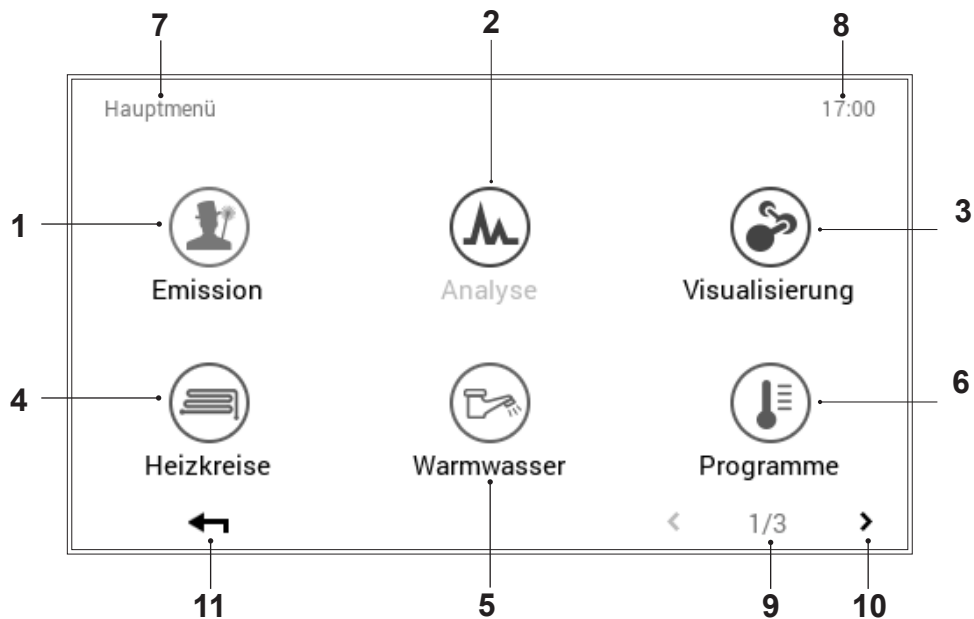 7 2 8
Hauptmenü 17:00
1 3
Emission Analyse Visualisierung
4 6
Heizkreise Warmwasser Programme
1/3
11 5 9 10